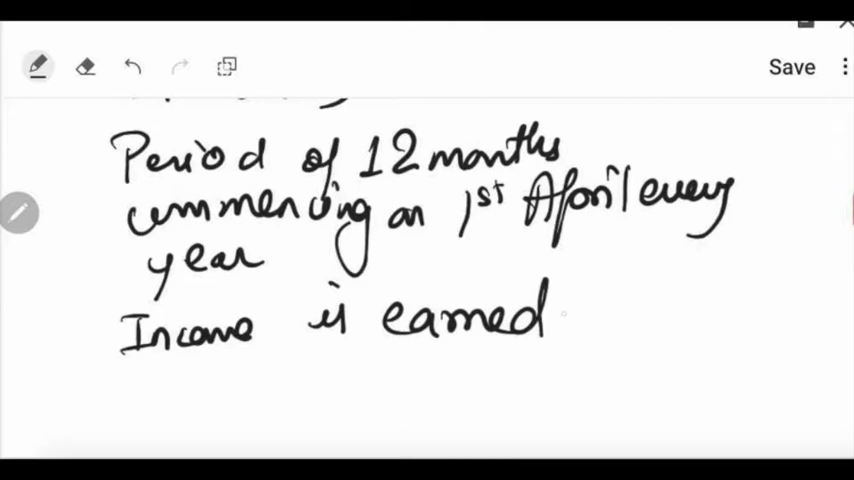 Save
Period of 12 months
commencing on 1st April every
year
Income is earned